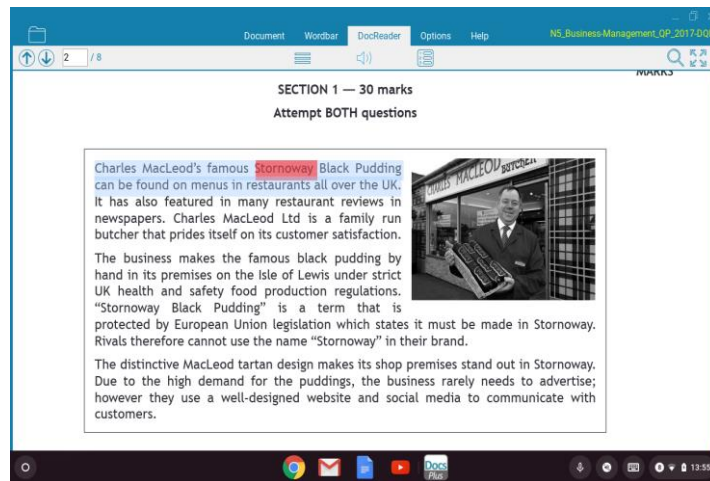 Document Wordbar DocReader Options Help N5_Business-Management_QP_2017-DQ
2 / 8
MARKS
SECTION 1 — 30 marks
Attempt BOTH questions
Charles MacLeod's famous Stornoway Black Pudding
can be found on menus in restaurants all over the UK.
It has also featured in many restaurant reviews in
newspapers. Charles MacLeod Ltd is a family run
butcher that prides itself on its customer satisfaction.
CHARLES MACLEOD BUTCHER
The business makes the famous black pudding by
hand in its premises on the Isle of Lewis under strict
UK health and safety food production regulations.
“Stornoway Black Pudding” is a term that is
protected by European Union legislation which states it must be made in Stornoway.
Rivals therefore cannot use the name “Stornoway” in their brand.
The distinctive MacLeod tartan design makes its shop premises stand out in Stornoway.
Due to the high demand for the puddings, the business rarely needs to advertise;
however they use a well-designed website and social media to communicate with
customers.
Docs
Plus
13:55